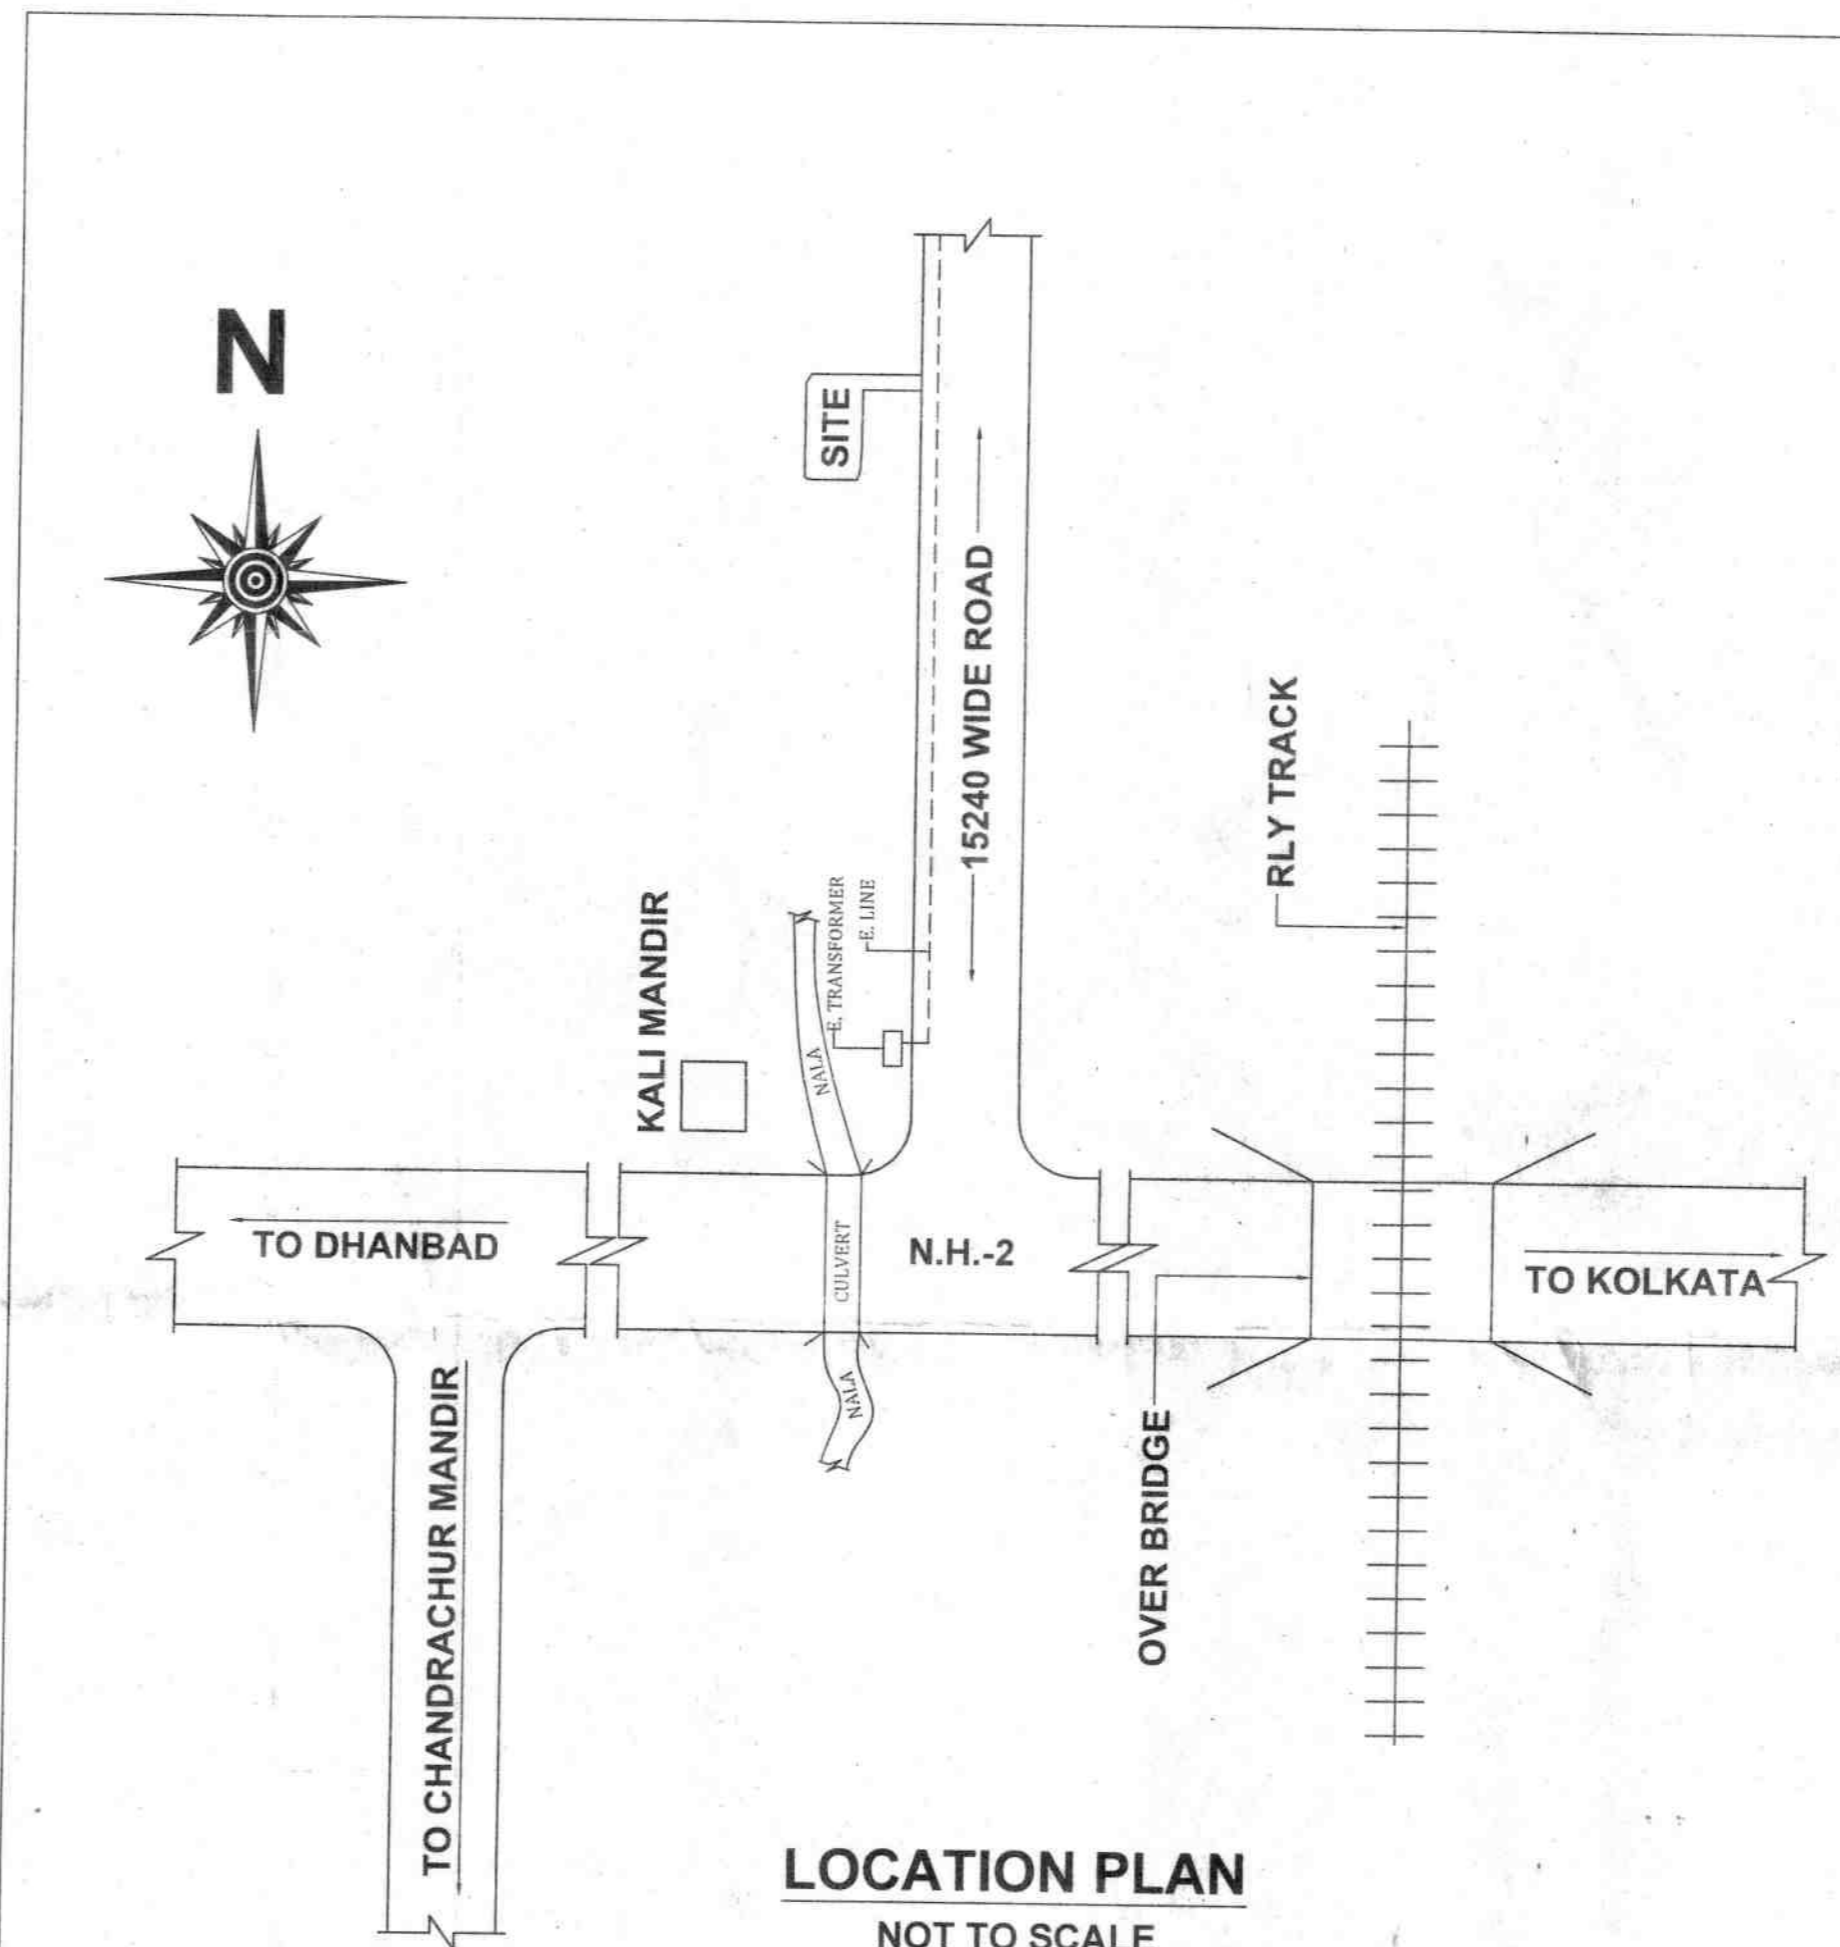 N
SITE
15240 WIDE ROAD
RLY TRACK
E. TRANSFORMER
E. LINE
KALI MANDIR
NALA
TO DHANBAD
CULVERT
N.H.-2
TO KOLKATA
NALA
TO CHANDRACHUR MANDIR
OVER BRIDGE
LOCATION PLAN
NOT TO SCALE